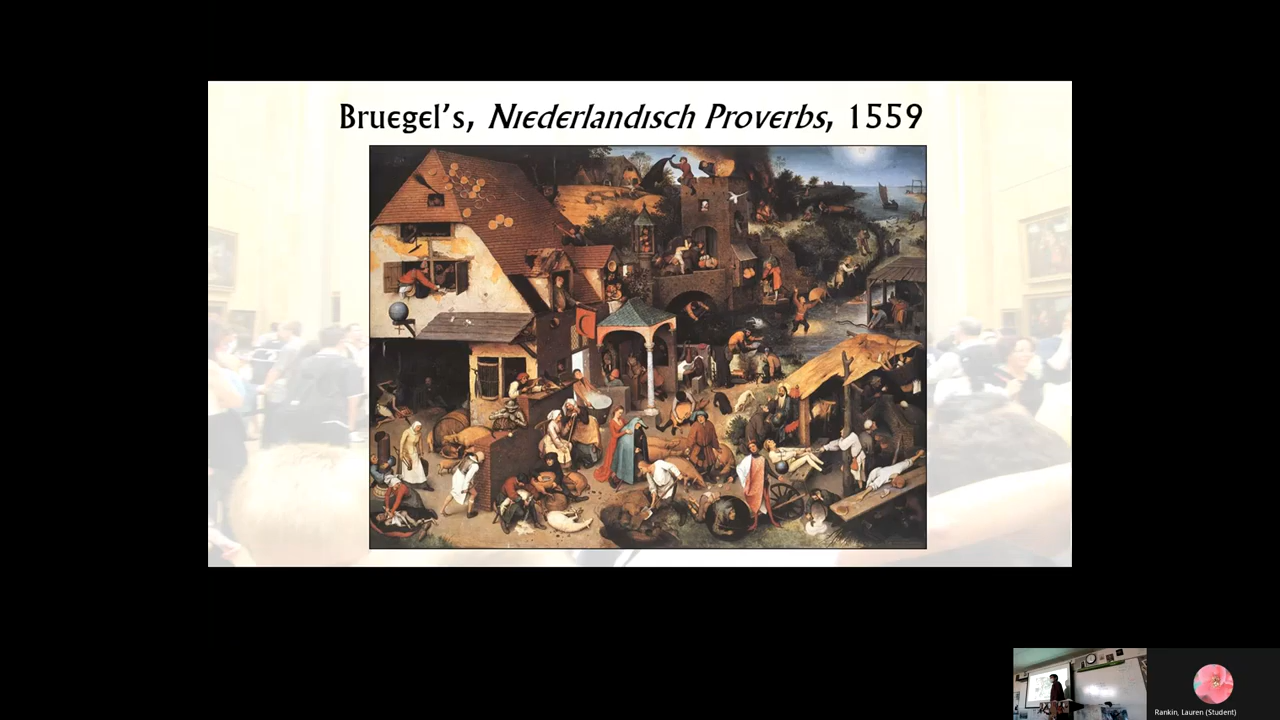 Bruegel's, Niederlandisch Proverbs, 1559
Rankin, Lauren (Student)